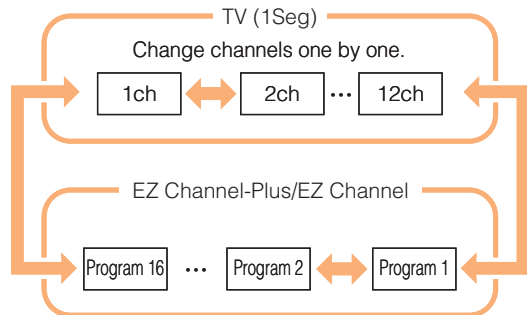 TV (1Seg)
Change channels one by one.
1ch 2ch ••• 12ch
EZ Channel-Plus/EZ Channel
Program 16 ••• Program 2 Program 1